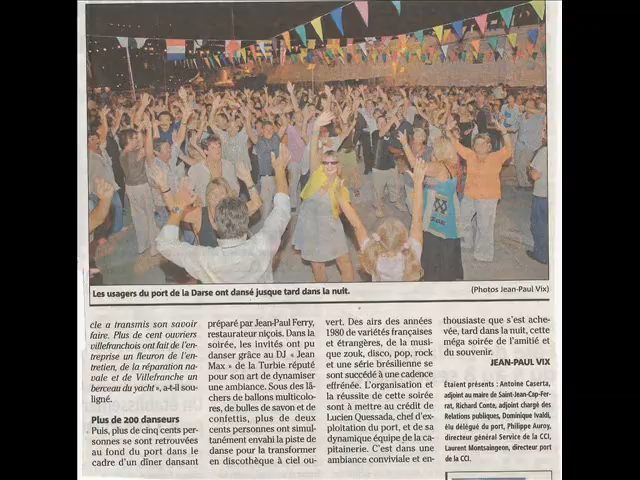 Les usagers du port de la Darse ont dansé jusque tard dans la nuit.
(Photos Jean-Paul Vix)
cle a transmis son savoir
faire. Plus de cent ouvriers
villefranchois ont fait de l'en-
treprise un fleuron de l'en-
tretien, de la réparation na-
vale et de Villefranche un
berceau du yacht », a-t-il sou-
ligné.
Plus de 200 danseurs
Puis, plus de cinq cents per-
sonnes se sont retrouvées
au fond du port dans le
cadre d'un dîner dansant
préparé par Jean-Paul Ferry,
restaurateur niçois. Dans la
soirée, les invités ont pu
danser grâce au DJ « Jean
Max » de la Turbie réputé
pour son art de dynamiser
une ambiance. Sous des lâ-
chers de ballons multicolo-
res, de bulles de savon et de
confettis, plus de deux
cents personnes ont simul-
tanément envahi la piste de
danse pour la transformer
en discothèque à ciel ou-
vert. Des airs des années
1980 de variétés françaises
et étrangères, de la musi-
que zouk, disco, pop, rock
et une série brésilienne se
sont succédé à une cadence
effrénée. L'organisation et
la réussite de cette soirée
sont à mettre au crédit de
Lucien Quessada, chef d'ex-
ploitation du port, et de sa
dynamique équipe de la ca-
pitainerie. C'est dans une
ambiance conviviale et en-
thousiaste que s'est ache-
vée, tard dans la nuit, cette
méga soirée de l'amitié et
du souvenir.
JEAN-PAUL VIX
Étaient présents : Antoine Caserta,
adjoint au maire de Saint-Jean-Cap-Fer-
rat, Richard Conte, adjoint chargé des
Relations publiques, Dominique Ivaldi,
élu délégué du port, Philippe Auroy,
directeur général Service de la CCI,
Laurent Montsaingeon, directeur port
de la CCI.